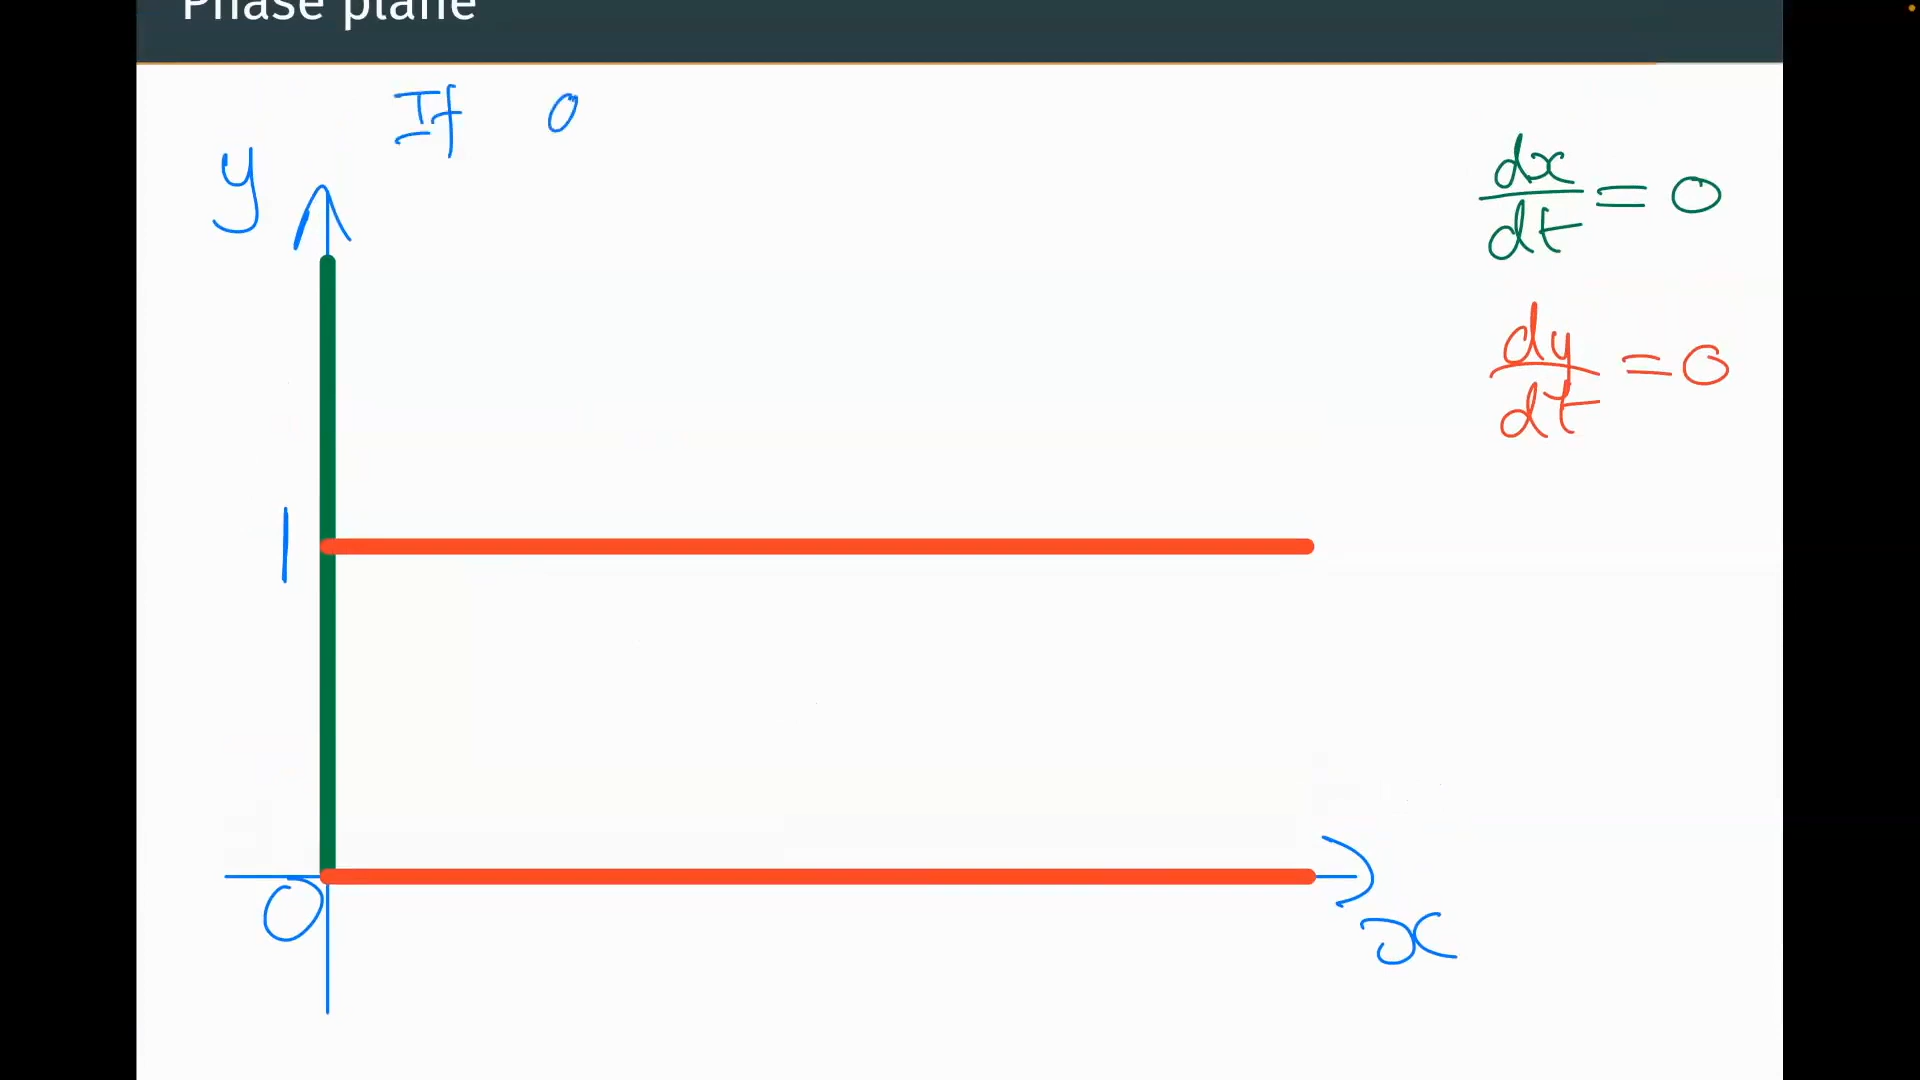 Phase plane
If 0
y
dx/dt = 0
dy/dt = 0
1
0
x